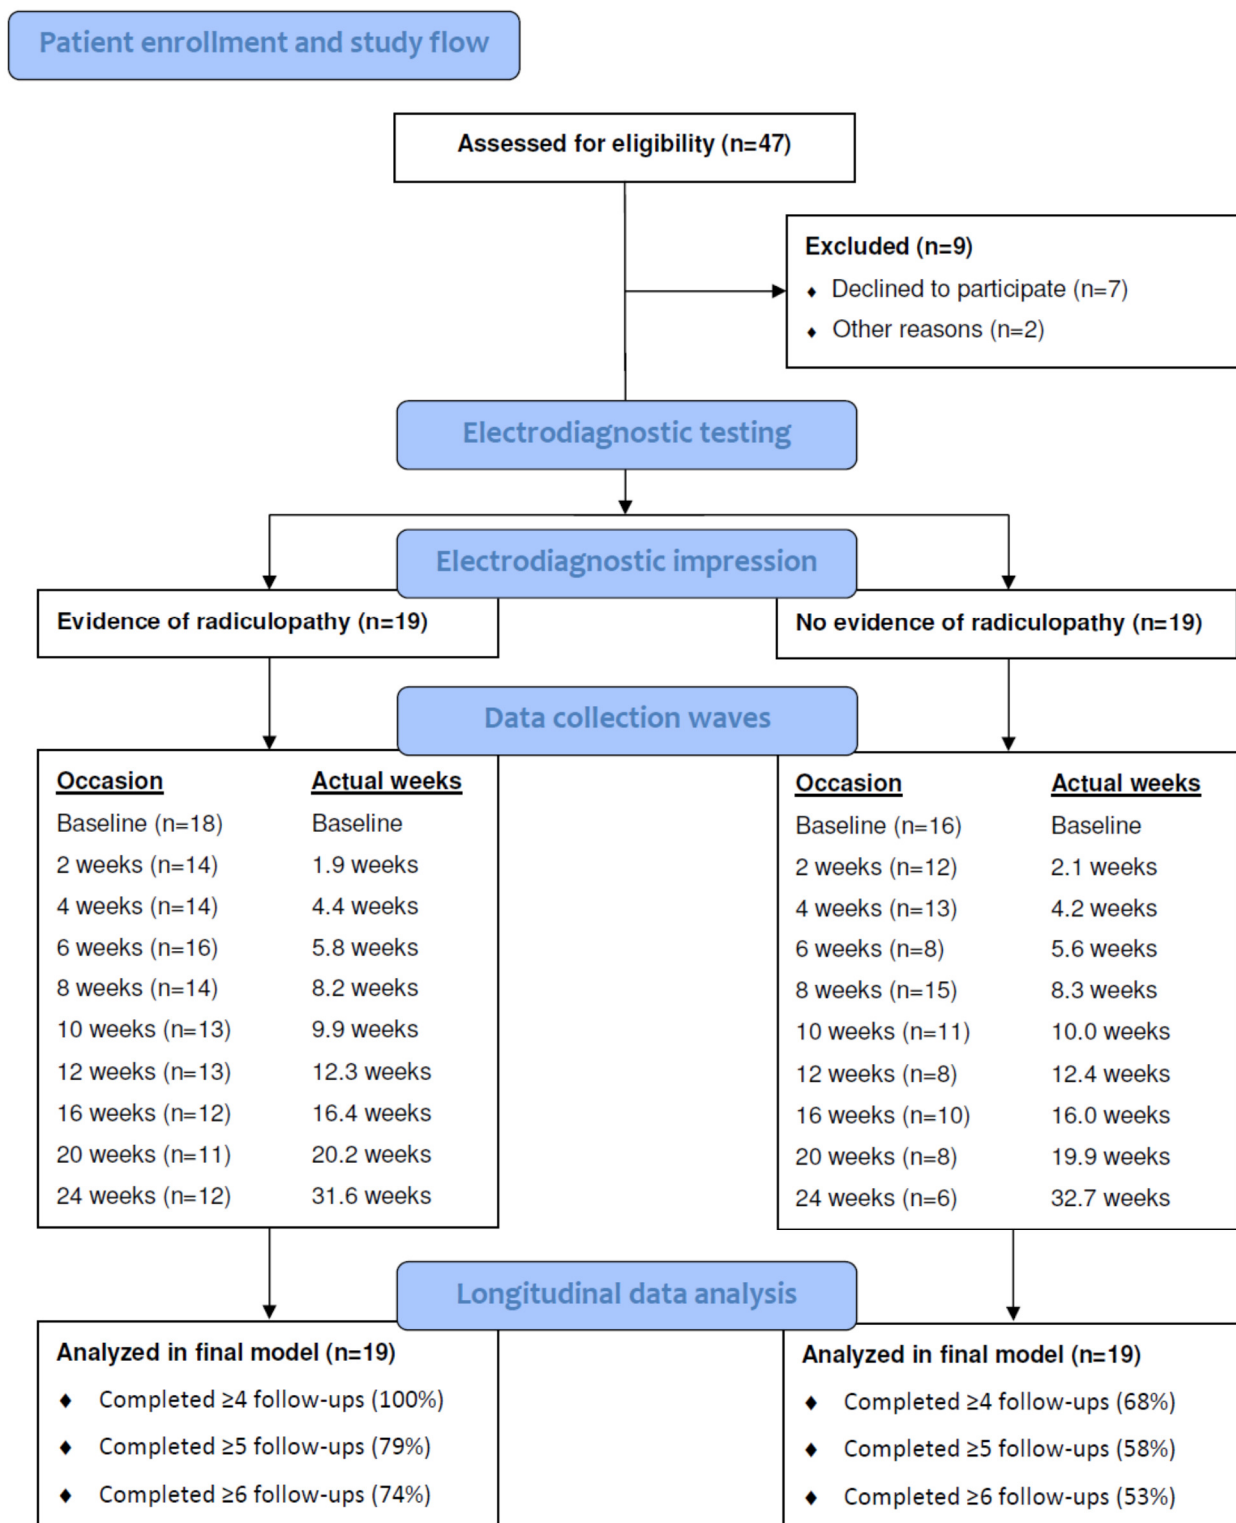 Patient enrollment and study flow
Assessed for eligibility (n=47)
Excluded (n=9)
♦ Declined to participate (n=7)
♦ Other reasons (n=2)
Electrodiagnostic testing
Electrodiagnostic impression
Evidence of radiculopathy (n=19)
No evidence of radiculopathy (n=19)
Data collection waves
Occasion Actual weeks
Baseline (n=18) Baseline
2 weeks (n=14) 1.9 weeks
4 weeks (n=14) 4.4 weeks
6 weeks (n=16) 5.8 weeks
8 weeks (n=14) 8.2 weeks
10 weeks (n=13) 9.9 weeks
12 weeks (n=13) 12.3 weeks
16 weeks (n=12) 16.4 weeks
20 weeks (n=11) 20.2 weeks
24 weeks (n=12) 31.6 weeks
Occasion Actual weeks
Baseline (n=16) Baseline
2 weeks (n=12) 2.1 weeks
4 weeks (n=13) 4.2 weeks
6 weeks (n=8) 5.6 weeks
8 weeks (n=15) 8.3 weeks
10 weeks (n=11) 10.0 weeks
12 weeks (n=8) 12.4 weeks
16 weeks (n=10) 16.0 weeks
20 weeks (n=8) 19.9 weeks
24 weeks (n=6) 32.7 weeks
Longitudinal data analysis
Analyzed in final model (n=19)
♦ Completed ≥4 follow-ups (100%)
♦ Completed ≥5 follow-ups (79%)
♦ Completed ≥6 follow-ups (74%)
Analyzed in final model (n=19)
♦ Completed ≥4 follow-ups (68%)
♦ Completed ≥5 follow-ups (58%)
♦ Completed ≥6 follow-ups (53%)